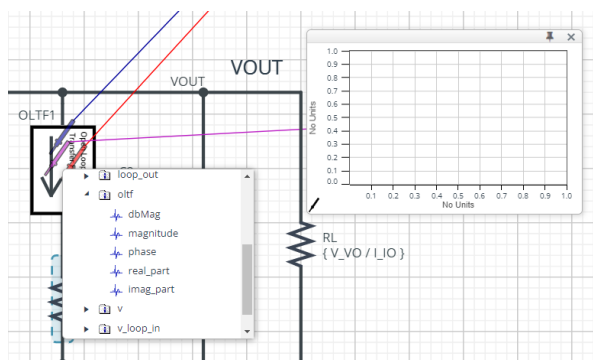 VOUT
VOUT
OLTF1
Open Loop
loop_out
oltf
dbMag
magnitude
phase
real_part
imag_part
v
v_loop_in
1.0
0.9
0.8
0.7
0.6
0.5
0.4
0.3
0.2
0.1
0.0
No Units
0.1 0.2 0.3 0.4 0.5 0.6 0.7 0.8 0.9 1.0
No Units
RL
{ V_VO / I_IO }